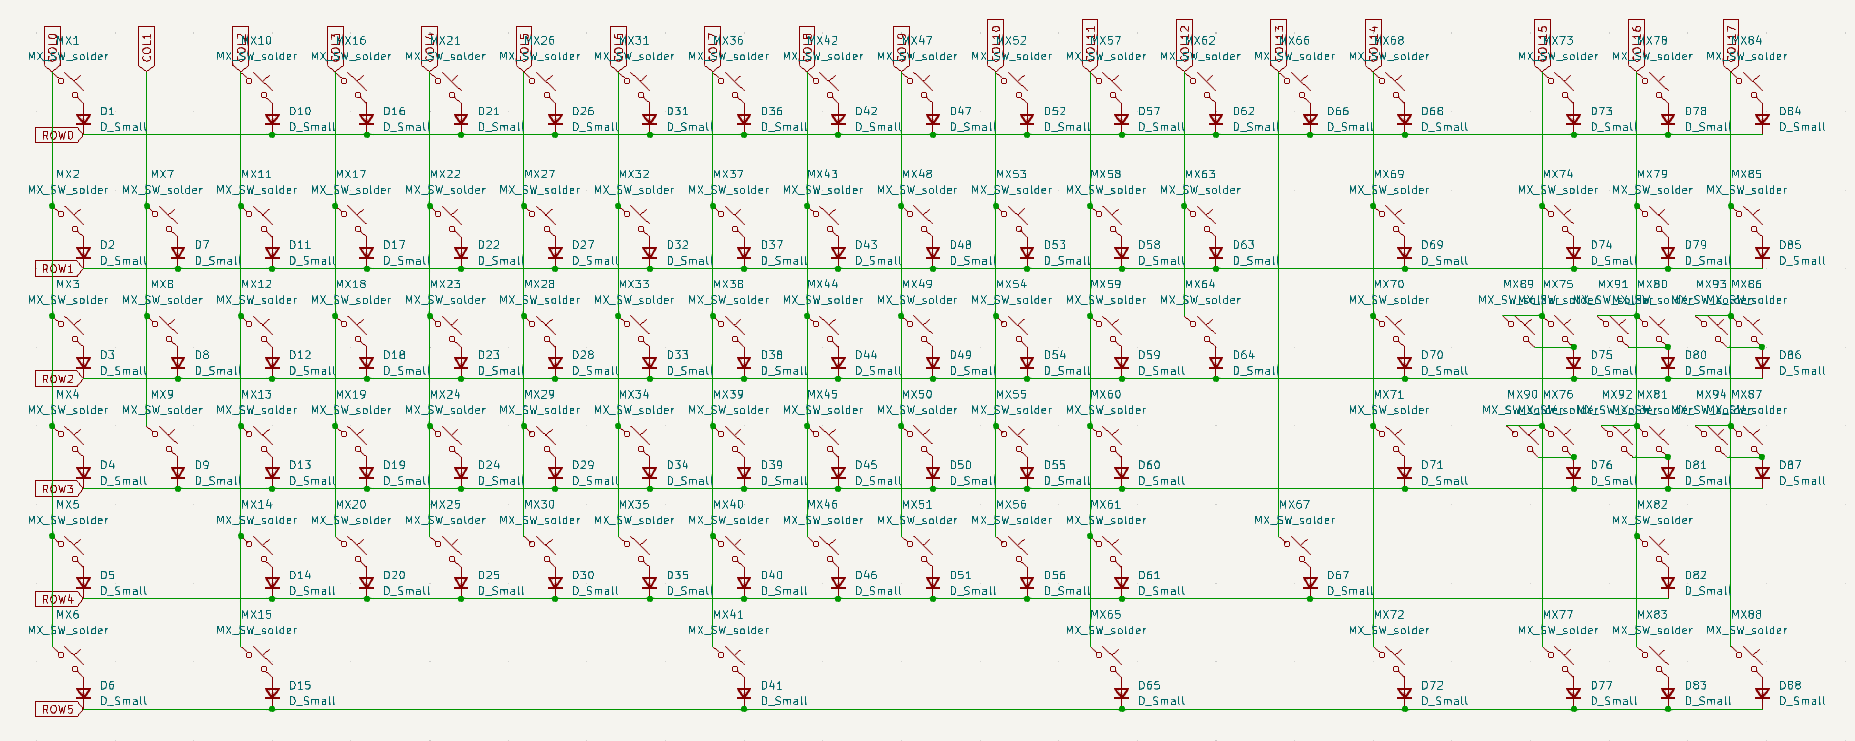 COL0 COL1 COL2 COL3 COL4 COL5 COL6 COL7 COL8 COL9 COL10 COL11 COL12 COL13 COL14 COL15 COL16 COL17
MX1 MX10 MX16 MX21 MX26 MX31 MX36 MX42 MX47 MX52 MX57 MX62 MX66 MX68 MX73 MX78 MX84
MX_SW_solder MX_SW_solder MX_SW_solder MX_SW_solder MX_SW_solder MX_SW_solder MX_SW_solder MX_SW_solder MX_SW_solder MX_SW_solder MX_SW_solder MX_SW_solder MX_SW_solder MX_SW_solder MX_SW_solder MX_SW_solder MX_SW_solder
D1 D10 D16 D21 D26 D31 D36 D42 D47 D52 D57 D62 D66 D68 D73 D78 D84
D_Small D_Small D_Small D_Small D_Small D_Small D_Small D_Small D_Small D_Small D_Small D_Small D_Small D_Small D_Small D_Small D_Small
ROW0
MX2 MX7 MX11 MX17 MX22 MX27 MX32 MX37 MX43 MX48 MX53 MX58 MX63 MX69 MX74 MX79 MX85
MX_SW_solder MX_SW_solder MX_SW_solder MX_SW_solder MX_SW_solder MX_SW_solder MX_SW_solder MX_SW_solder MX_SW_solder MX_SW_solder MX_SW_solder MX_SW_solder MX_SW_solder MX_SW_solder MX_SW_solder MX_SW_solder MX_SW_solder
D2 D7 D11 D17 D22 D27 D32 D37 D43 D48 D53 D58 D63 D69 D74 D79 D85
D_Small D_Small D_Small D_Small D_Small D_Small D_Small D_Small D_Small D_Small D_Small D_Small D_Small D_Small D_Small D_Small D_Small
ROW1
MX3 MX8 MX12 MX18 MX23 MX28 MX33 MX38 MX44 MX49 MX54 MX59 MX64 MX70 MX89 MX75 MX91 MX80 MX93 MX86
MX_SW_solder MX_SW_solder MX_SW_solder MX_SW_solder MX_SW_solder MX_SW_solder MX_SW_solder MX_SW_solder MX_SW_solder MX_SW_solder MX_SW_solder MX_SW_solder MX_SW_solder MX_SW_solder MX_SW_solder MX_SW_solder MX_SW_solder MX_SW_solder MX_SW_solder MX_SW_solder
D3 D8 D12 D18 D23 D28 D33 D38 D44 D49 D54 D59 D64 D70 D75 D80 D86
D_Small D_Small D_Small D_Small D_Small D_Small D_Small D_Small D_Small D_Small D_Small D_Small D_Small D_Small D_Small D_Small D_Small
ROW2
MX4 MX9 MX13 MX19 MX24 MX29 MX34 MX39 MX45 MX50 MX55 MX60 MX71 MX90 MX76 MX92 MX81 MX94 MX87
MX_SW_solder MX_SW_solder MX_SW_solder MX_SW_solder MX_SW_solder MX_SW_solder MX_SW_solder MX_SW_solder MX_SW_solder MX_SW_solder MX_SW_solder MX_SW_solder MX_SW_solder MX_SW_solder MX_SW_solder MX_SW_solder MX_SW_solder MX_SW_solder MX_SW_solder
D4 D9 D13 D19 D24 D29 D34 D39 D45 D50 D55 D60 D71 D76 D81 D87
D_Small D_Small D_Small D_Small D_Small D_Small D_Small D_Small D_Small D_Small D_Small D_Small D_Small D_Small D_Small D_Small
ROW3
MX5 MX14 MX20 MX25 MX30 MX35 MX40 MX46 MX51 MX56 MX61 MX67 MX82
MX_SW_solder MX_SW_solder MX_SW_solder MX_SW_solder MX_SW_solder MX_SW_solder MX_SW_solder MX_SW_solder MX_SW_solder MX_SW_solder MX_SW_solder MX_SW_solder MX_SW_solder
D5 D14 D20 D25 D30 D35 D40 D46 D51 D56 D61 D67 D82
D_Small D_Small D_Small D_Small D_Small D_Small D_Small D_Small D_Small D_Small D_Small D_Small D_Small
ROW4
MX6 MX15 MX41 MX65 MX72 MX77 MX83 MX88
MX_SW_solder MX_SW_solder MX_SW_solder MX_SW_solder MX_SW_solder MX_SW_solder MX_SW_solder MX_SW_solder
D6 D15 D41 D65 D72 D77 D83 D88
D_Small D_Small D_Small D_Small D_Small D_Small D_Small D_Small
ROW5